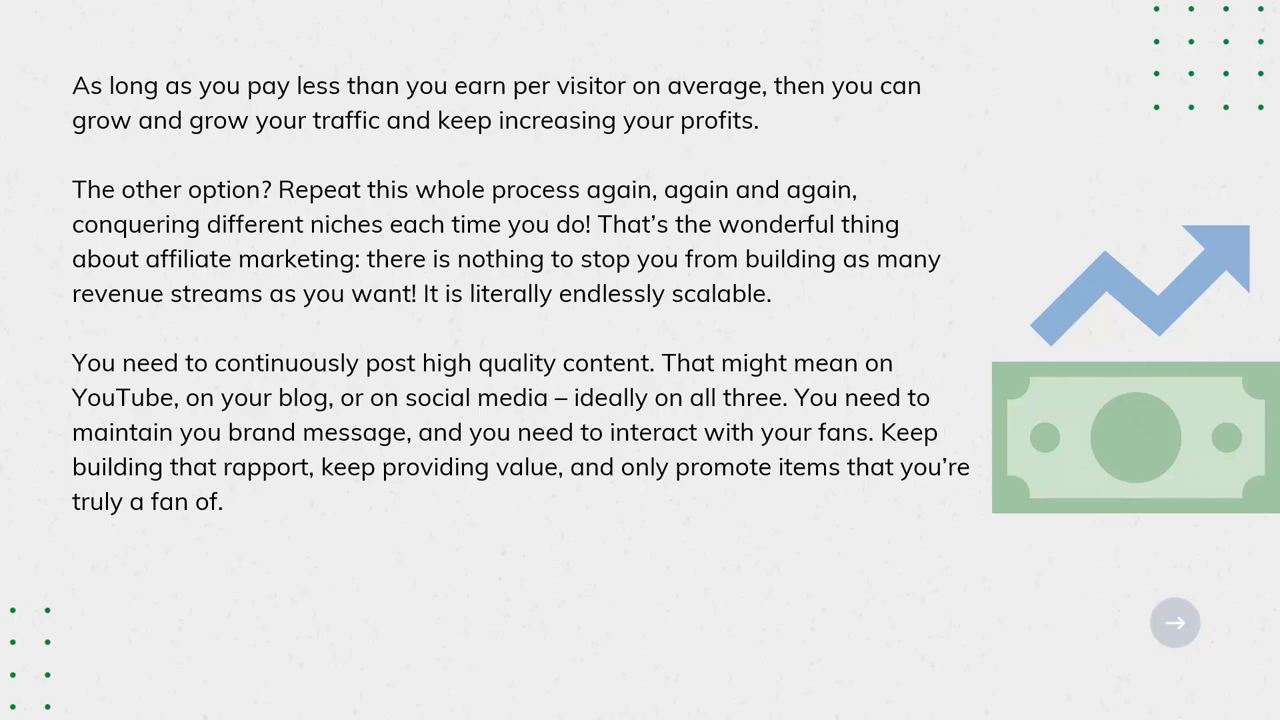 As long as you pay less than you earn per visitor on average, then you can
grow and grow your traffic and keep increasing your profits.
The other option? Repeat this whole process again, again and again,
conquering different niches each time you do! That’s the wonderful thing
about affiliate marketing: there is nothing to stop you from building as many
revenue streams as you want! It is literally endlessly scalable.
You need to continuously post high quality content. That might mean on
YouTube, on your blog, or on social media – ideally on all three. You need to
maintain you brand message, and you need to interact with your fans. Keep
building that rapport, keep providing value, and only promote items that you’re
truly a fan of.